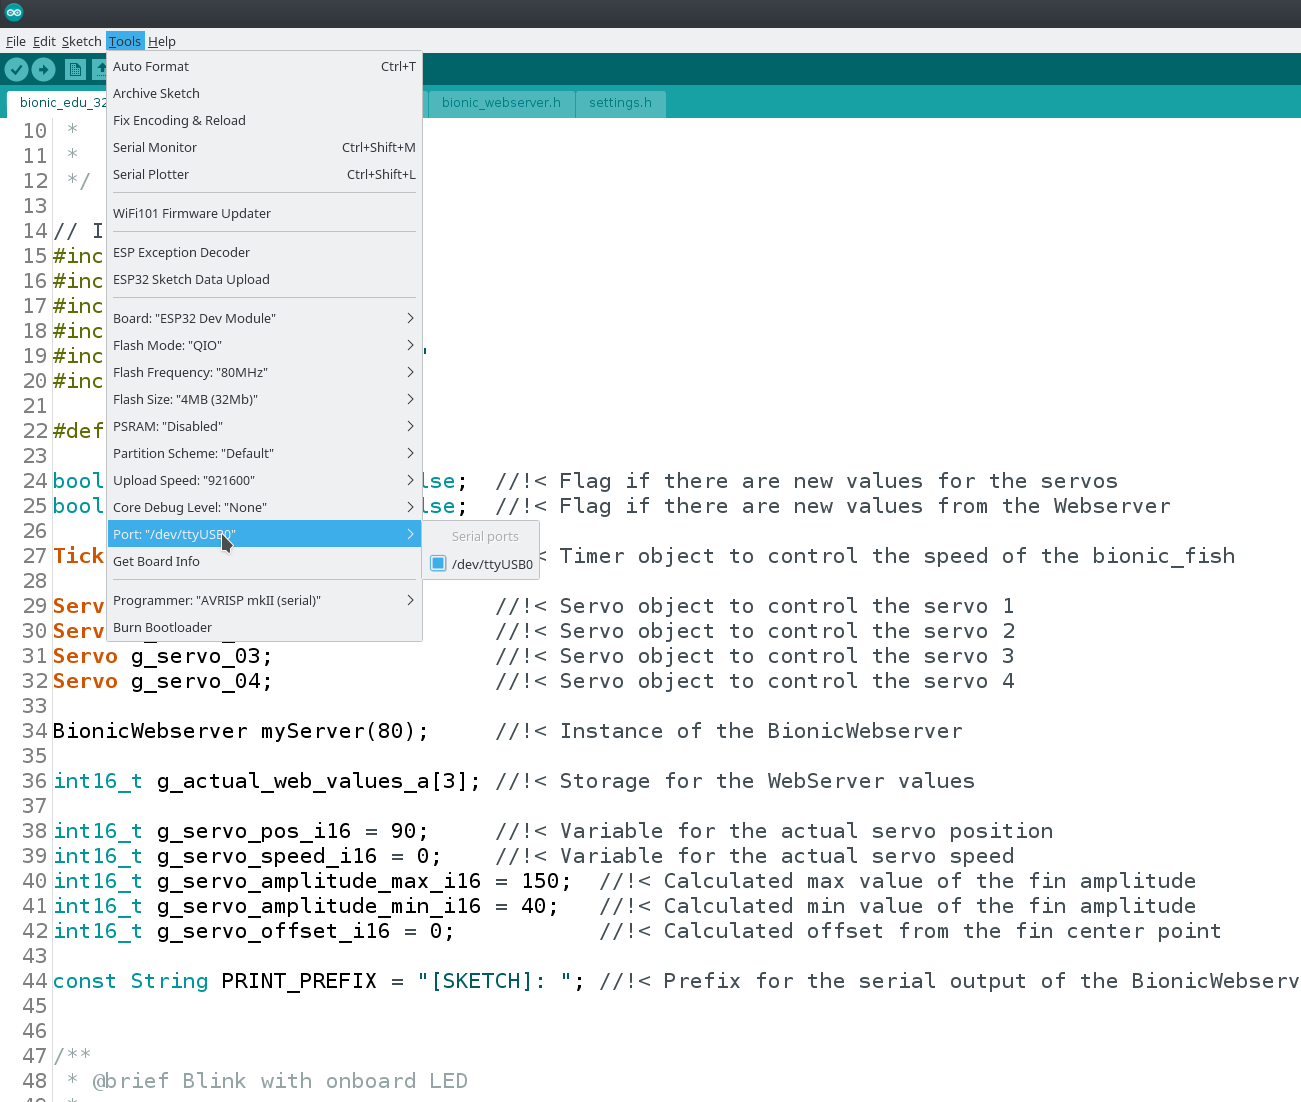 File Edit Sketch Tools Help
bionic_edu_32
bionic_webserver.h
settings.h
Auto Format Ctrl+T
Archive Sketch
Fix Encoding & Reload
Serial Monitor Ctrl+Shift+M
Serial Plotter Ctrl+Shift+L
WiFi101 Firmware Updater
ESP Exception Decoder
ESP32 Sketch Data Upload
Board: "ESP32 Dev Module"
Flash Mode: "QIO"
Flash Frequency: "80MHz"
Flash Size: "4MB (32Mb)"
PSRAM: "Disabled"
Partition Scheme: "Default"
Upload Speed: "921600"
Core Debug Level: "None"
Port: "/dev/ttyUSB0"
Get Board Info
Programmer: "AVRISP mkII (serial)"
Burn Bootloader
Serial ports
/dev/ttyUSB0
10 *
11 *
12 */
13
14 // I
15 #inc
16 #inc
17 #inc
18 #inc
19 #inc "
20 #inc
21
22 #def
23
24 bool lse; //!< Flag if there are new values for the servos
25 bool lse; //!< Flag if there are new values from the Webserver
26
27 Tick < Timer object to control the speed of the bionic_fish
28
29 Serv //!< Servo object to control the servo 1
30 Serv //!< Servo object to control the servo 2
31 Servo g_servo_03; //!< Servo object to control the servo 3
32 Servo g_servo_04; //!< Servo object to control the servo 4
33
34 BionicWebserver myServer(80); //!< Instance of the BionicWebserver
35
36 int16_t g_actual_web_values_a[3]; //!< Storage for the WebServer values
37
38 int16_t g_servo_pos_i16 = 90; //!< Variable for the actual servo position
39 int16_t g_servo_speed_i16 = 0; //!< Variable for the actual servo speed
40 int16_t g_servo_amplitude_max_i16 = 150; //!< Calculated max value of the fin amplitude
41 int16_t g_servo_amplitude_min_i16 = 40; //!< Calculated min value of the fin amplitude
42 int16_t g_servo_offset_i16 = 0; //!< Calculated offset from the fin center point
43
44 const String PRINT_PREFIX = "[SKETCH]: "; //!< Prefix for the serial output of the BionicWebserv
45
46
47 /**
48 * @brief Blink with onboard LED